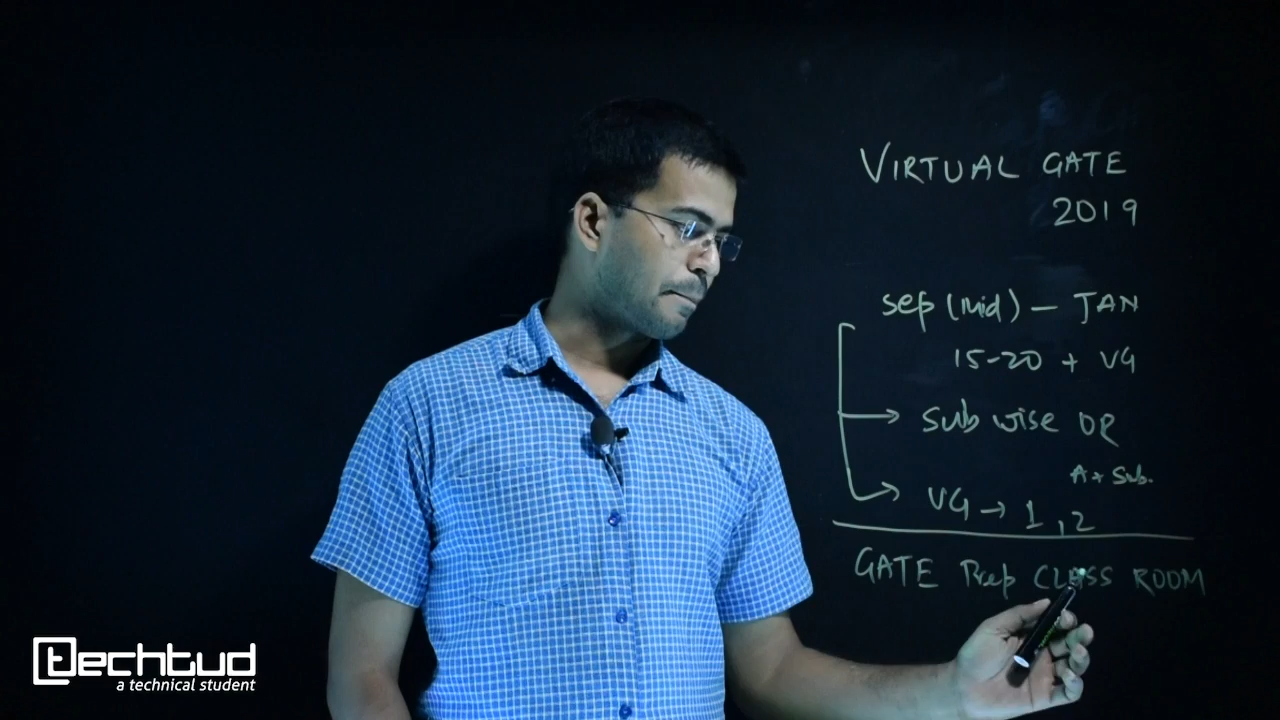 VIRTUAL GATE
2019
sep (mid) – JAN
15-20 + VG
Sub wise OR
A + Sub.
VG → 1, 2
GATE Prep CLASS ROOM
techtud
a technical student